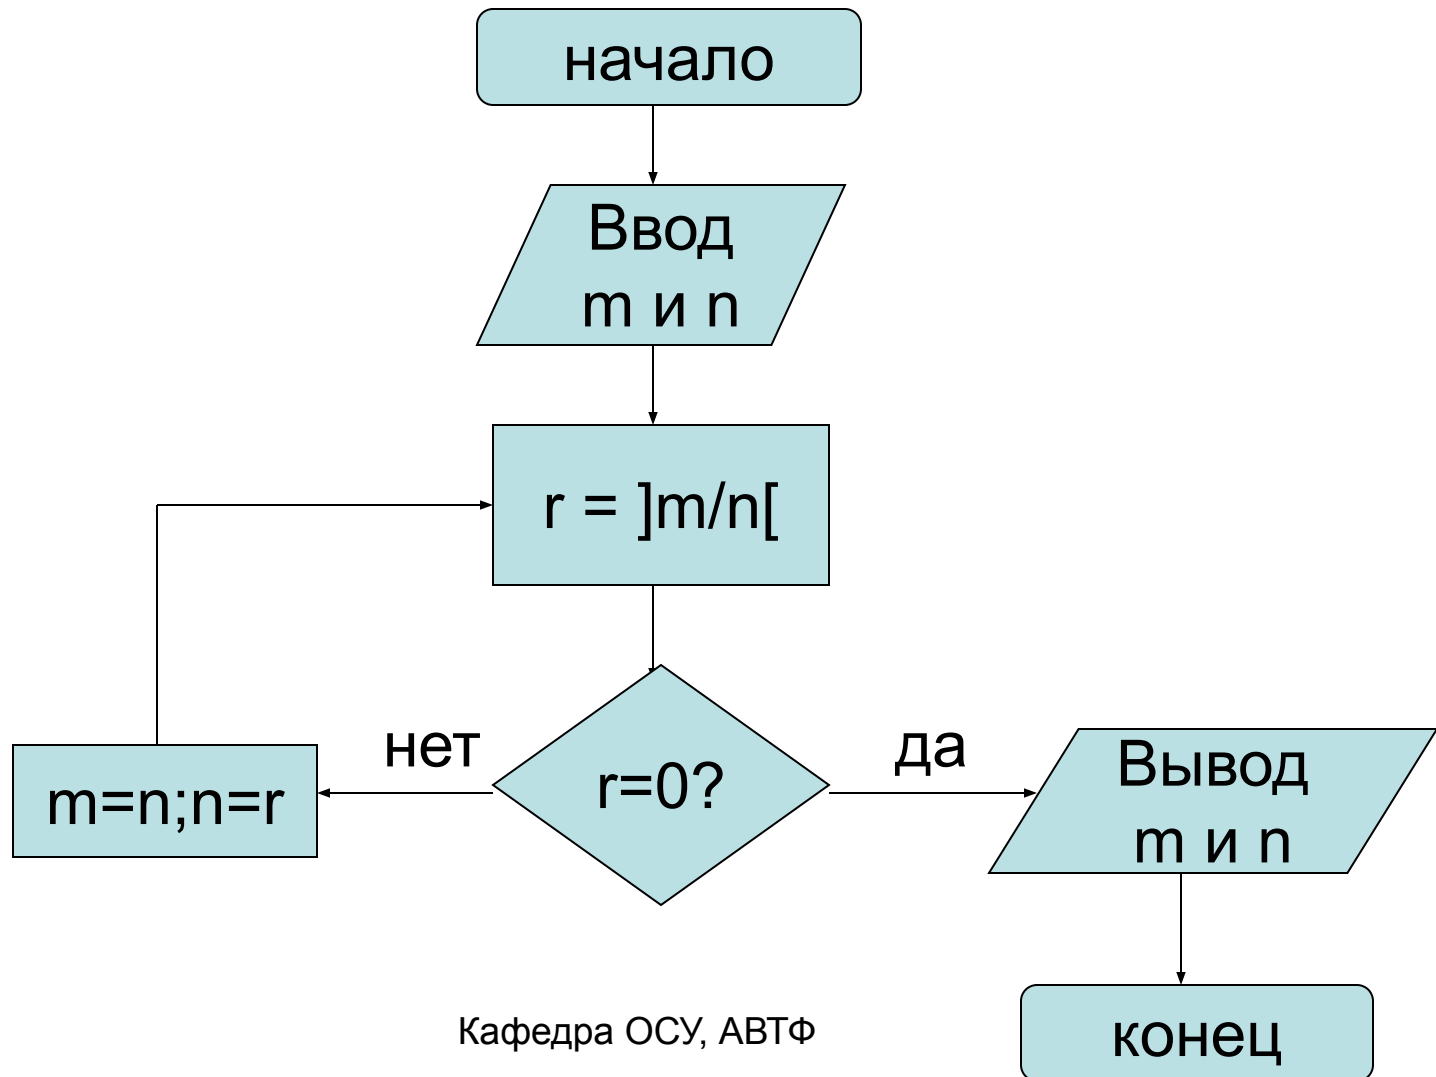 начало
Ввод
m и n
r = ]m/n[
r=0?
нет
да
m=n;n=r
Вывод
m и n
конец
Кафедра ОСУ, АВТФ